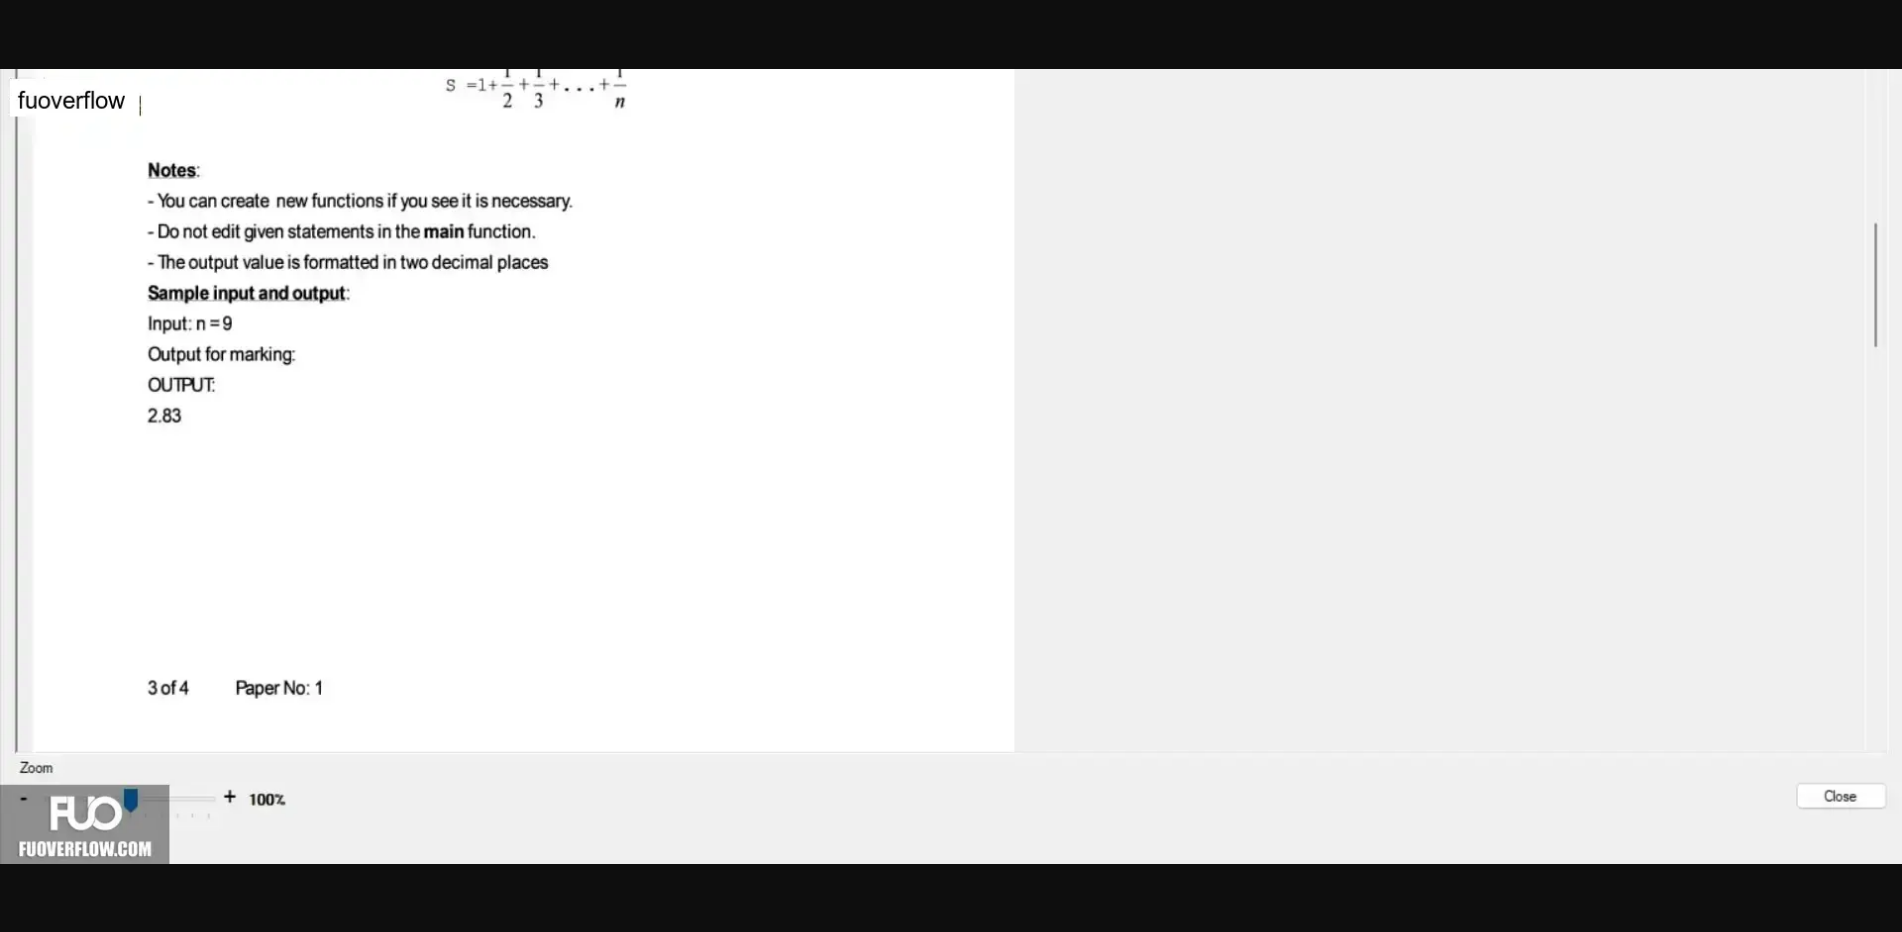 fuoverflow
S =1+1/2+1/3+...+1/n
Notes:
- You can create new functions if you see it is necessary.
- Do not edit given statements in the main function.
- The output value is formatted in two decimal places
Sample input and output:
Input: n = 9
Output for marking:
OUTPUT:
2.83
3 of 4 Paper No: 1
Zoom
- + 100%
Close
FUO
FUOVERFLOW.COM